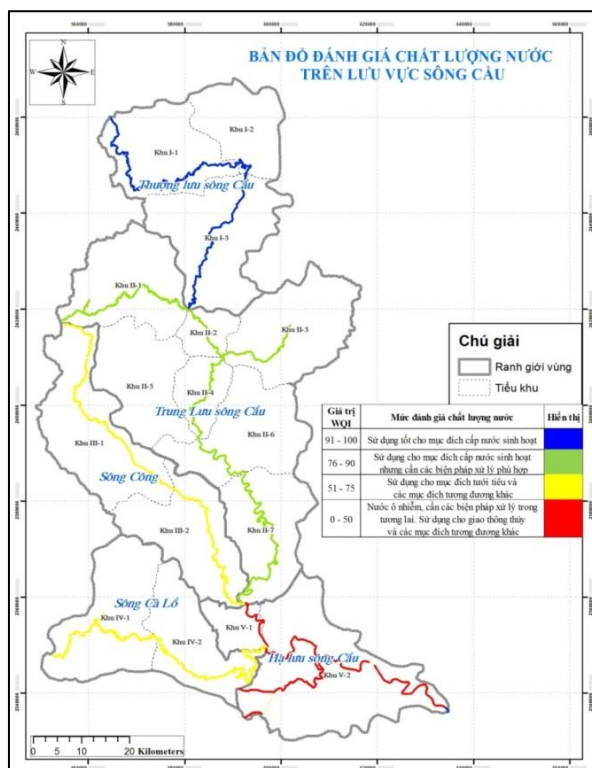 BẢN ĐỒ ĐÁNH GIÁ CHẤT LƯỢNG NƯỚC
TRÊN LƯU VỰC SÔNG CẦU
N
W
E
S
Khu I-1
Khu I-2
Thượng lưu sông Cầu
Khu I-3
Khu II-1
Khu II-2
Khu II-3
Khu II-5
Khu II-4
Trung Lưu sông Cầu
Khu II-6
Khu III-1
Sông Công
Khu III-2
Khu II-7
Sông Cà Lồ
Khu IV-1
Khu IV-2
Khu V-1
Hạ lưu sông Cầu
Khu V-2
Chú giải
Ranh giới vùng
Tiểu khu
Giá trị
WQI
Mức đánh giá chất lượng nước
Hiển thị
91 - 100
Sử dụng tốt cho mục đích cấp nước sinh hoạt
76 - 90
Sử dụng cho mục đích cấp nước sinh hoạt
nhưng cần các biện pháp xử lý phù hợp
51 - 75
Sử dụng cho mục đích tưới tiêu và
các mục đích tương đương khác
0 - 50
Nước ô nhiễm, cần các biện pháp xử lý trong
tương lai. Sử dụng cho giao thông thủy
và các mục đích tương đương khác
0 5 10 20 Kilometers